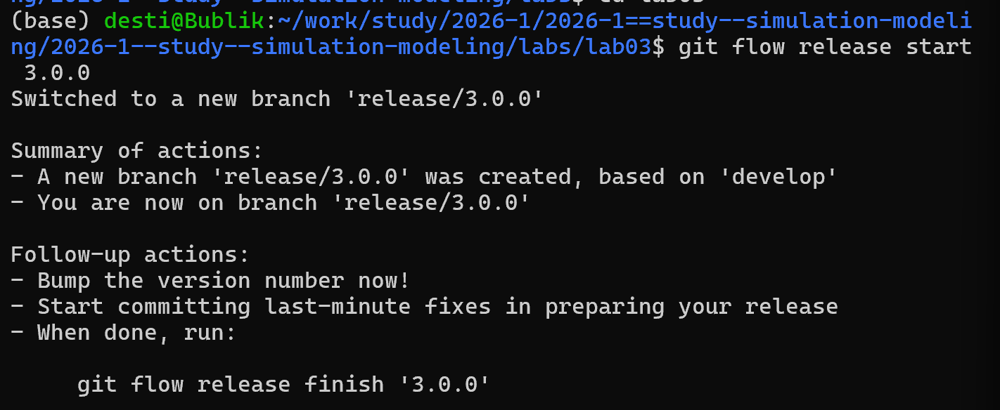 (base) desti@Bublik:~/work/study/2026-1/2026-1==study--simulation-modeli
ng/2026-1--study--simulation-modeling/labs/lab03$ git flow release start
 3.0.0
Switched to a new branch 'release/3.0.0'

Summary of actions:
- A new branch 'release/3.0.0' was created, based on 'develop'
- You are now on branch 'release/3.0.0'

Follow-up actions:
- Bump the version number now!
- Start committing last-minute fixes in preparing your release
- When done, run:

     git flow release finish '3.0.0'